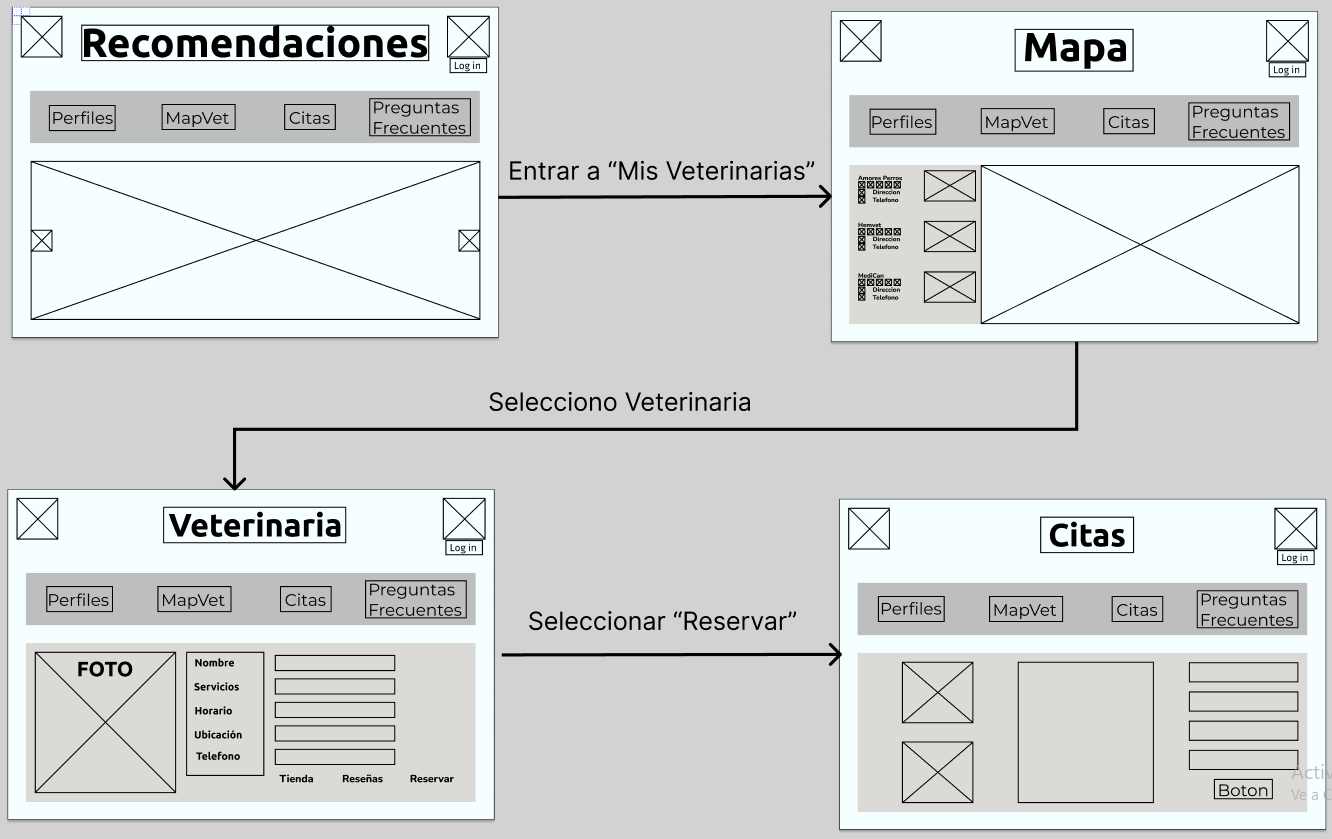 Recomendaciones
Log in
Perfiles
MapVet
Citas
Preguntas
Frecuentes
Entrar a “Mis Veterinarias”
Mapa
Log in
Perfiles
MapVet
Citas
Preguntas
Frecuentes
Amores Perros
Direccion
Telefono
Hemvet
Direccion
Telefono
MediCan
Direccion
Telefono
Selecciono Veterinaria
Veterinaria
Log in
Perfiles
MapVet
Citas
Preguntas
Frecuentes
FOTO
Nombre
Servicios
Horario
Ubicación
Telefono
Tienda
Reseñas
Reservar
Seleccionar “Reservar”
Citas
Log in
Perfiles
MapVet
Citas
Preguntas
Frecuentes
Boton
Ve a